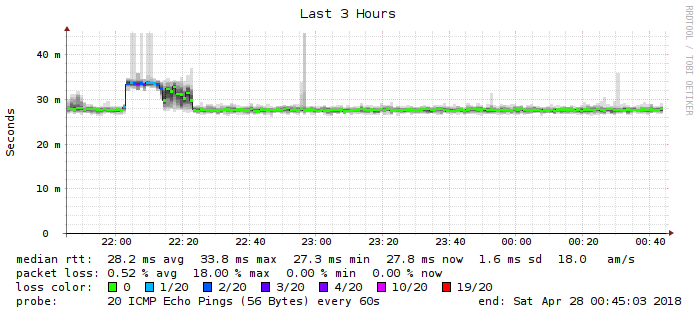 Last 3 Hours
RRDTOOL / TOBI OETIKER
Seconds
40 m
30 m
20 m
10 m
0
22:00 22:20 22:40 23:00 23:20 23:40 00:00 00:20 00:40
median rtt: 28.2 ms avg 33.8 ms max 27.3 ms min 27.8 ms now 1.6 ms sd 18.0 am/s
packet loss: 0.52 % avg 18.00 % max 0.00 % min 0.00 % now
loss color: 0 1/20 2/20 3/20 4/20 10/20 19/20
probe: 20 ICMP Echo Pings (56 Bytes) every 60s end: Sat Apr 28 00:45:03 2018